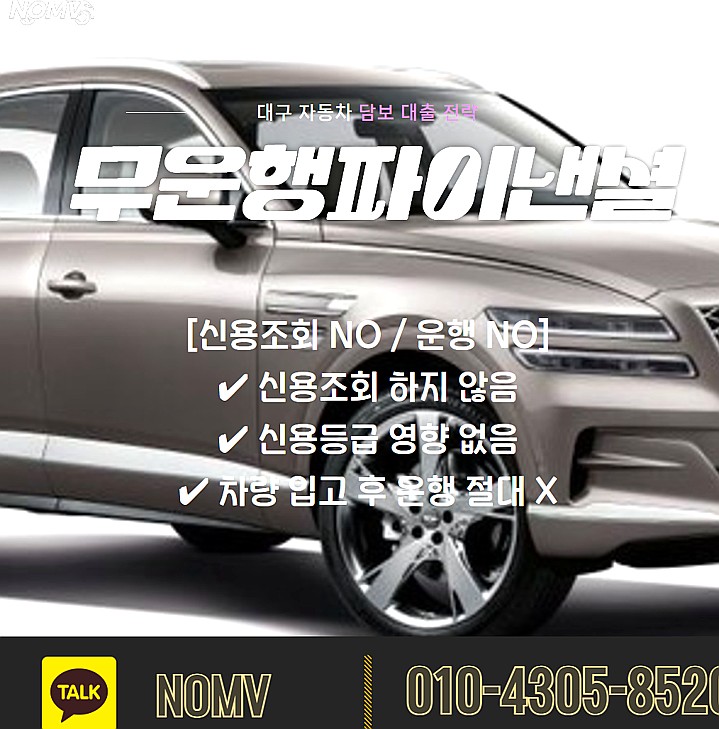 NOMV
대구 자동차 담보 대출 전략
무운행파이낸셜
[신용조회 NO / 운행 NO]
✔ 신용조회 하지 않음
✔ 신용등급 영향 없음
✔ 차량 입고 후 운행 절대 X
TALK
NOMV
010-4305-8520